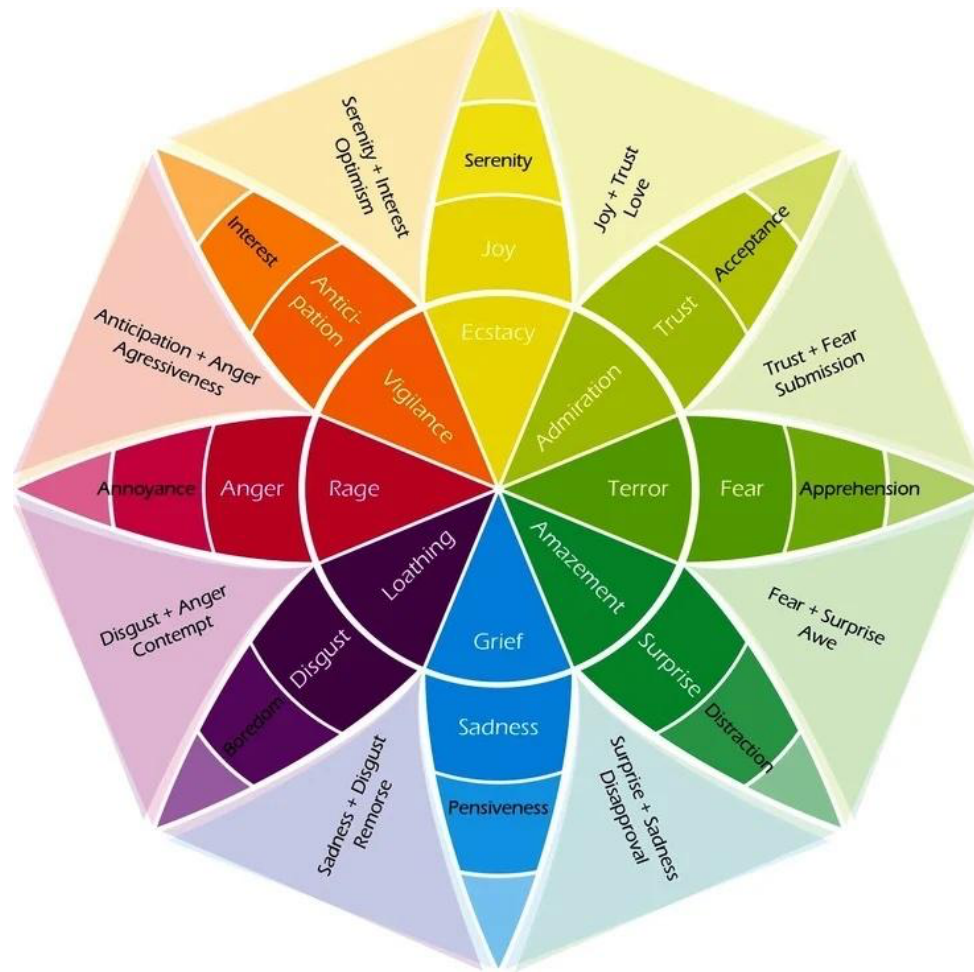 Serenity + Interest
Optimism
Serenity
Joy
Ecstacy
Joy + Trust
Love
Acceptance
Trust
Admiration
Trust + Fear
Submission
Interest
Antici-
pation
Vigilance
Anticipation + Anger
Agressiveness
Annoyance
Anger
Rage
Terror
Fear
Apprehension
Disgust + Anger
Contempt
Loathing
Disgust
Boredom
Amazement
Surprise
Distraction
Fear + Surprise
Awe
Grief
Sadness
Pensiveness
Sadness + Disgust
Remorse
Surprise + Sadness
Disapproval